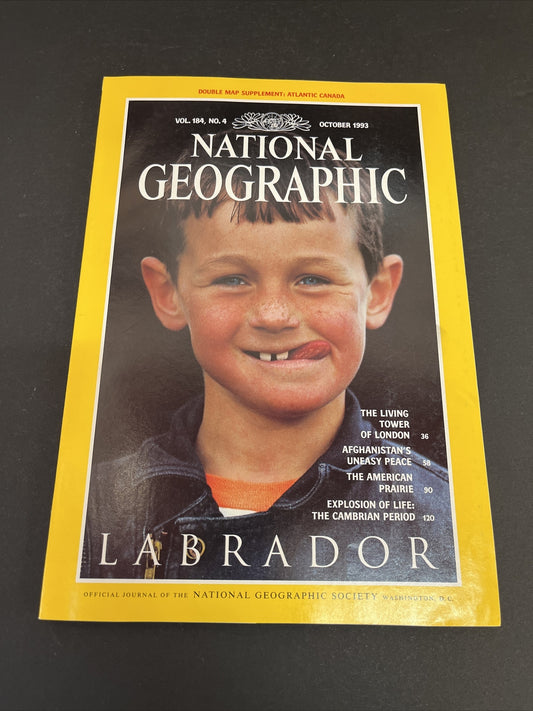 DOUBLE MAP SUPPLEMENT: ATLANTIC CANADA
VOL. 184, NO. 4 OCTOBER 1993
NATIONAL
GEOGRAPHIC
THE LIVING
TOWER
OF LONDON 36
AFGHANISTAN'S
UNEASY PEACE 58
THE AMERICAN
PRAIRIE 90
EXPLOSION OF LIFE:
THE CAMBRIAN PERIOD 120
LABRADOR
OFFICIAL JOURNAL OF THE NATIONAL GEOGRAPHIC SOCIETY WASHINGTON, D.C.